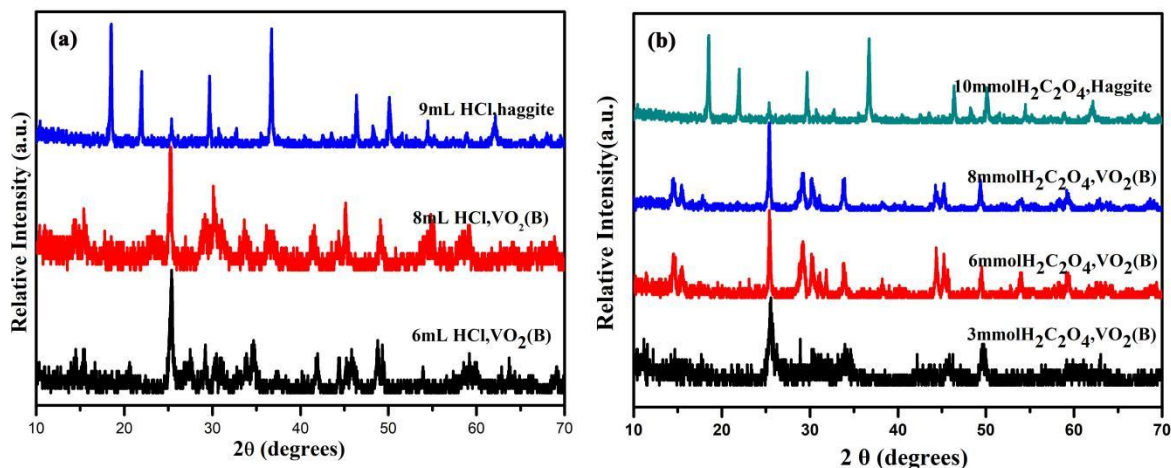 (a)
9mL HCl,haggite
8mL HCl,VO₂(B)
6mL HCl,VO₂(B)
Relative Intensity (a.u.)
10 20 30 40 50 60 70
2θ (degrees)
(b)
10mmolH₂C₂O₄,Haggite
8mmolH₂C₂O₄,VO₂(B)
6mmolH₂C₂O₄,VO₂(B)
3mmolH₂C₂O₄,VO₂(B)
Relative Intensity(a.u.)
10 20 30 40 50 60 70
2 θ (degrees)